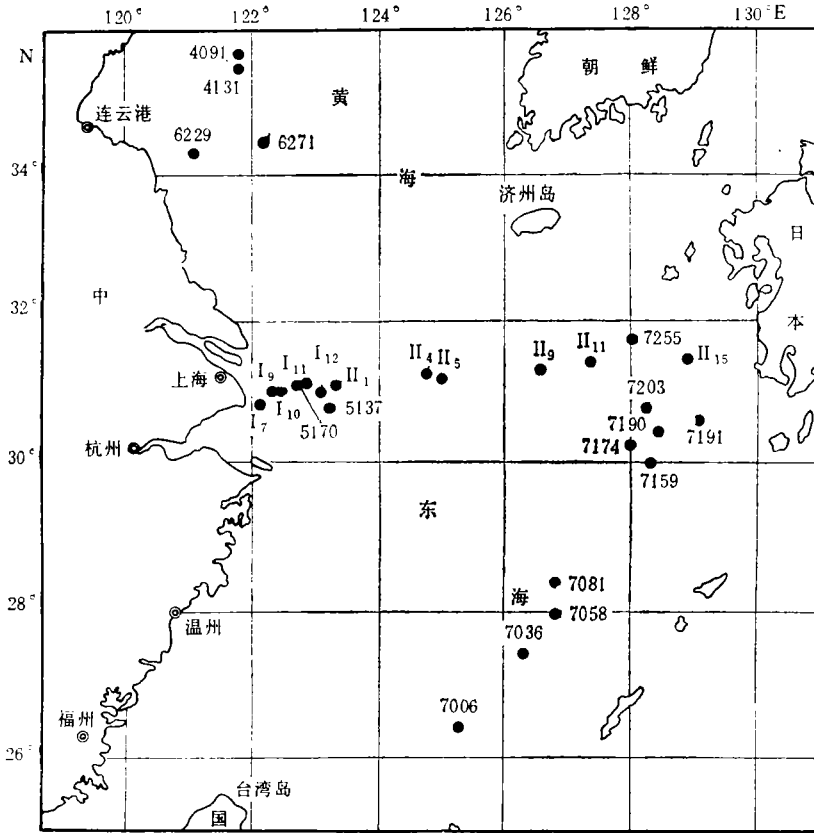 120° 122° 124° 126° 128° 130°E
N
4091
4131
黄
朝 鲜
连云港
6229
6271
34°
海
济州岛
日
中
32°
本
I₁₂
I₁₁
I₉
II₁
II₄ II₅
II₉
II₁₁
7255
II₁₅
上海
I₇
I₁₀
5170
5137
7203
7190
7191
杭州
7174
30°
7159
东
7081
海
7058
28°
温州
7036
7006
福州
26°
台湾岛
国